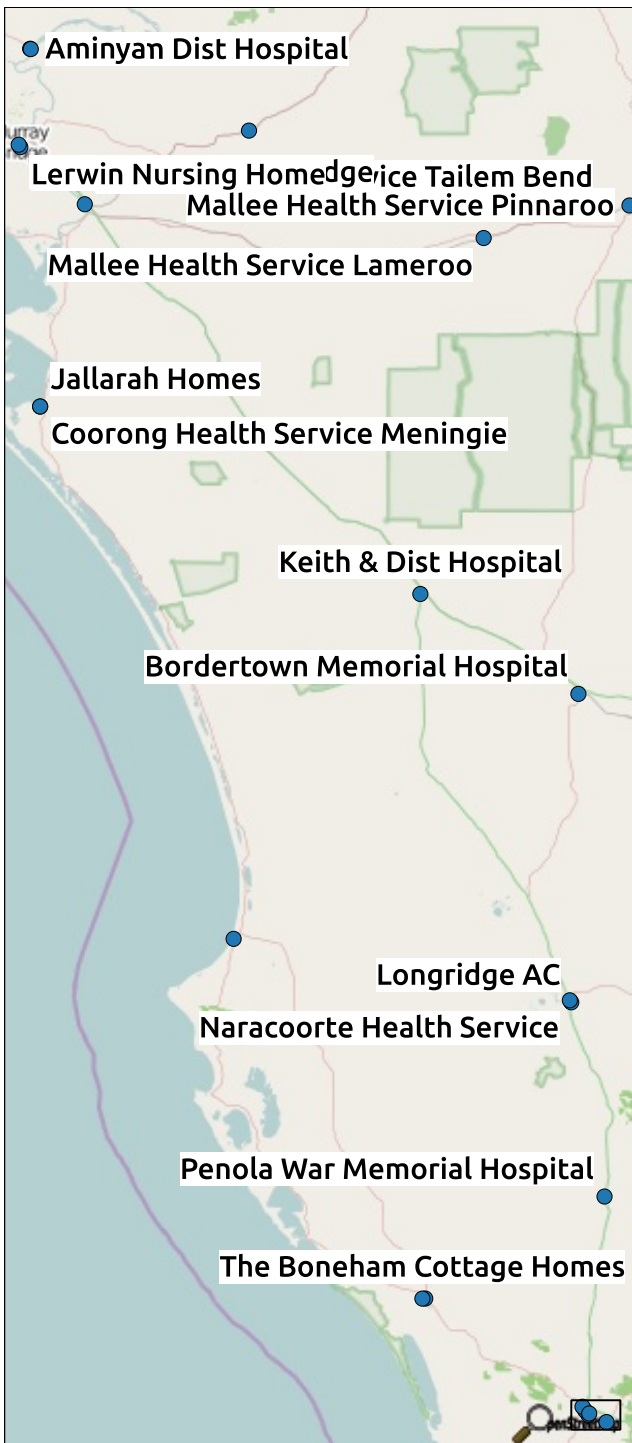 Aminyan Dist Hospital
Lerwin Nursing Home
Tailem Bend
Mallee Health Service Pinnaroo
Mallee Health Service Lameroo
Jallarah Homes
Coorong Health Service Meningie
Keith & Dist Hospital
Bordertown Memorial Hospital
Longridge AC
Naracoorte Health Service
Penola War Memorial Hospital
The Boneham Cottage Homes